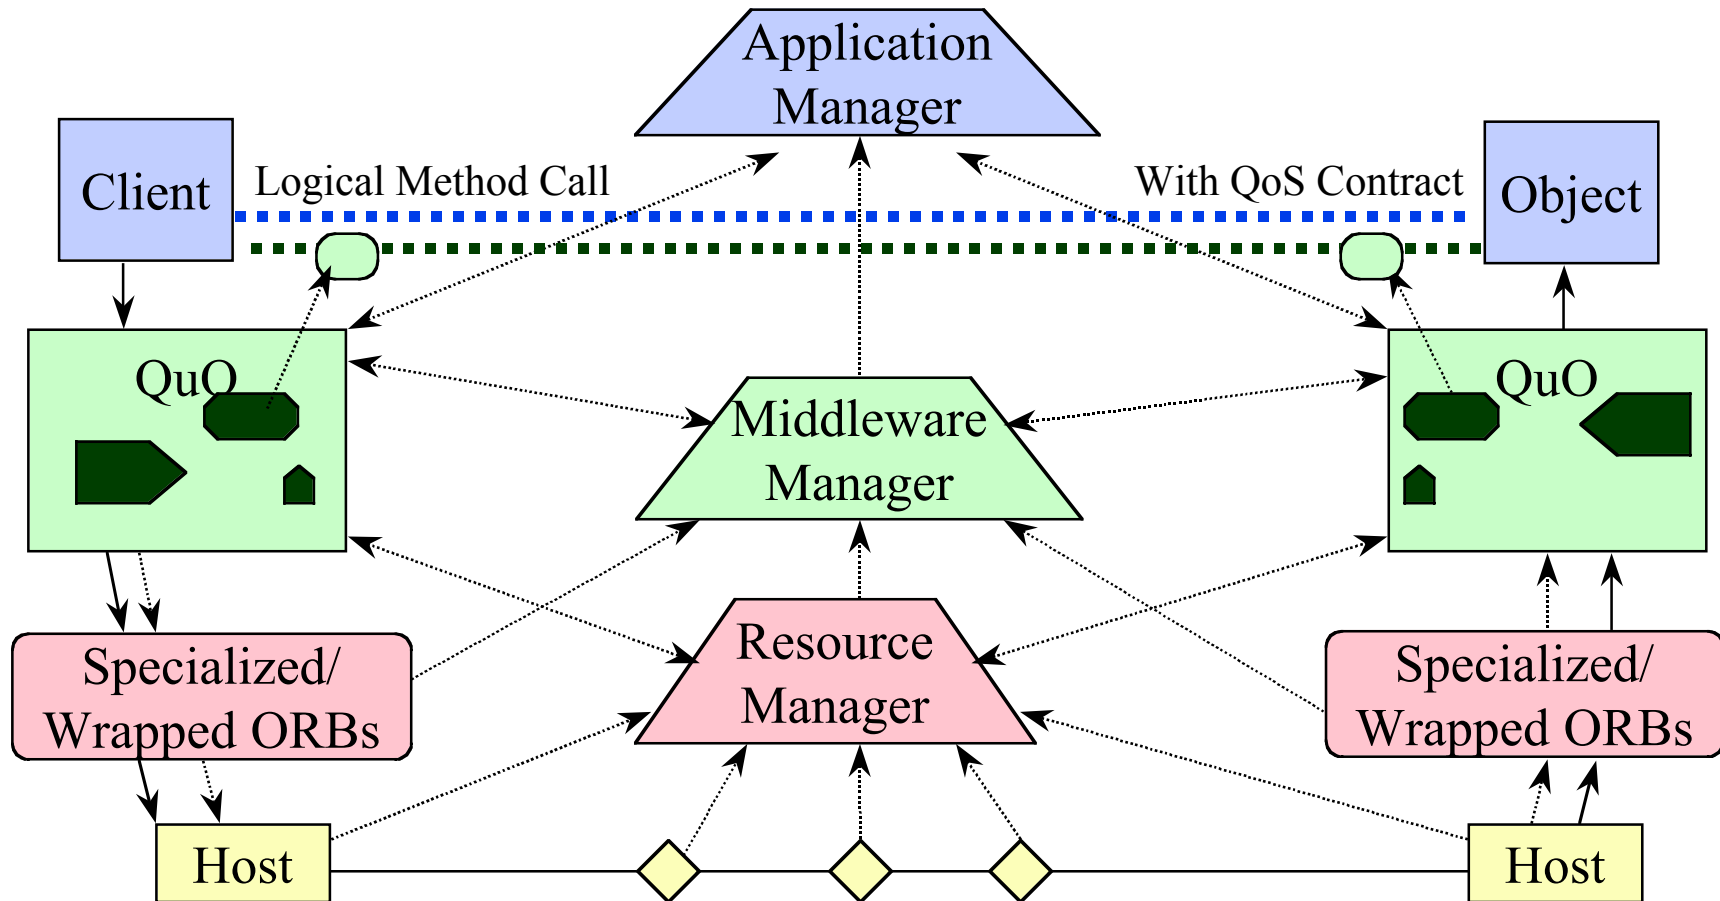 Application
Manager
Client
Logical Method Call
With QoS Contract
Object
QuO
QuO
Middleware
Manager
Specialized/
Wrapped ORBs
Resource
Manager
Specialized/
Wrapped ORBs
Host
Host